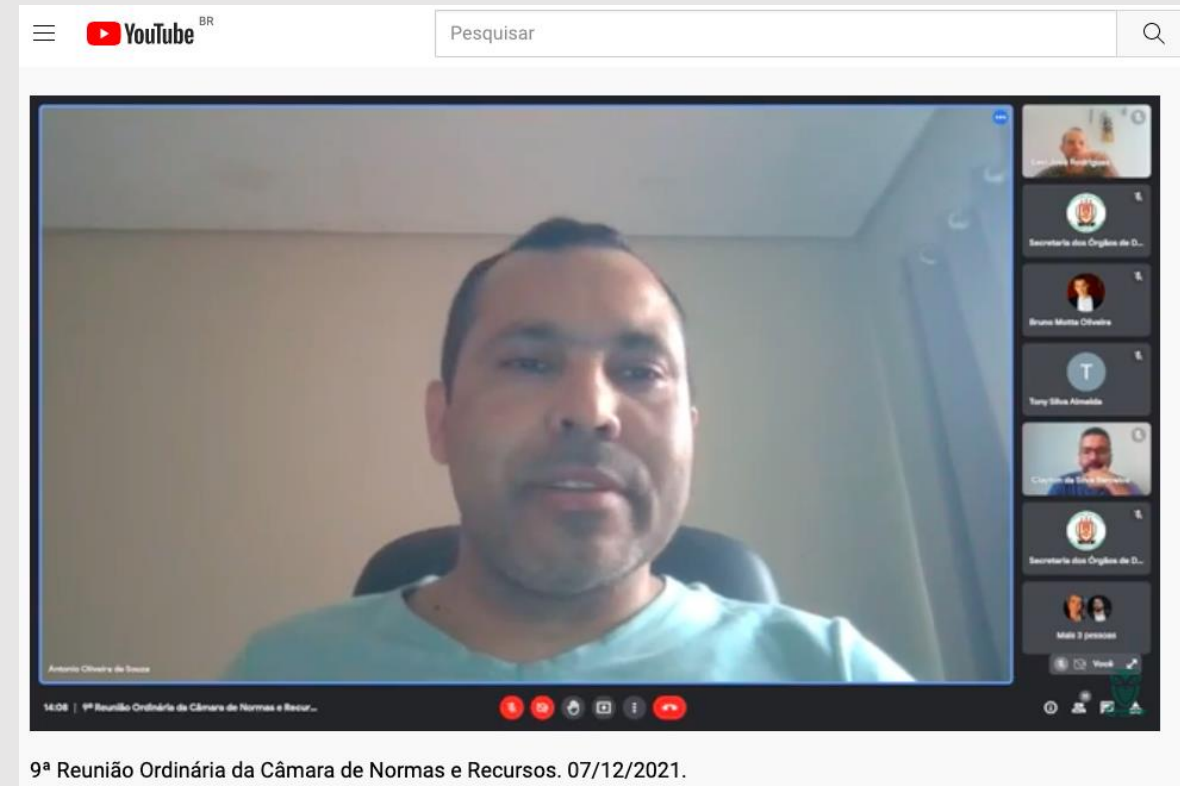 YouTube BR
Pesquisar
Secretaria dos Órgãos de D...
Bruno Motta Oliveira
T
Tony Silva Almeida
Secretaria dos Órgãos de D...
Mais 3 pessoas
Você
Antonio Oliveira de Souza
14:08 | 9ª Reunião Ordinária da Câmara de Normas e Recur...
9ª Reunião Ordinária da Câmara de Normas e Recursos. 07/12/2021.